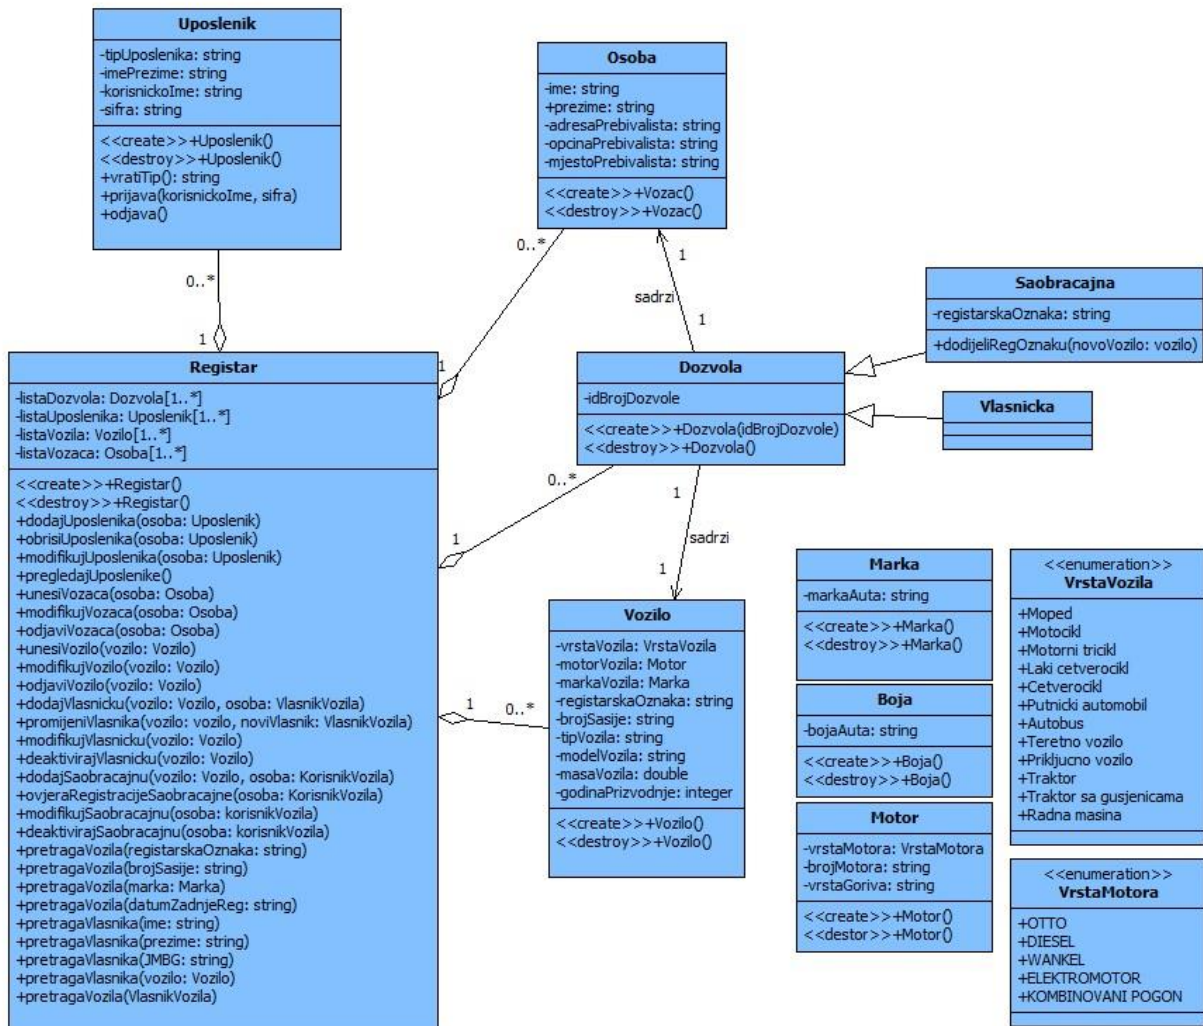 Uposlenik
-tipUposlenika: string
-imePrezime: string
-korisnickoIme: string
-sifra: string
<<create>>+Uposlenik()
<<destroy>>+Uposlenik()
+vratiTip(): string
+prijava(korisnickoIme, sifra)
+odjava()
0..*
1
Osoba
-ime: string
+prezime: string
-adresaPrebivalista: string
-opcinaPrebivalista: string
-mjestoPrebivalista: string
<<create>>+Vozac()
<<destroy>>+Vozac()
0..*
1
1
sadrzi
1
Saobracajna
-registarskaOznaka: string
+dodijeliRegOznaku(novoVozilo: vozilo)
Vlasnicka
Dozvola
-idBrojDozvole
<<create>>+Dozvola(idBrojDozvole)
<<destroy>>+Dozvola()
0..*
1
1
sadrzi
1
Registar
-listaDozvola: Dozvola[1..*]
-listaUposlenika: Uposlenik[1..*]
-listaVozila: Vozilo[1..*]
-listaVozaca: Osoba[1..*]
<<create>>+Registar()
<<destroy>>+Registar()
+dodajUposlenika(osoba: Uposlenik)
+obrisiUposlenika(osoba: Uposlenik)
+modifikujUposlenika(osoba: Uposlenik)
+pregledajUposlenike()
+unesiVozaca(osoba: Osoba)
+modifikujVozaca(osoba: Osoba)
+odjaviVozaca(osoba: Osoba)
+unesiVozilo(vozilo: Vozilo)
+modifikujVozilo(vozilo: Vozilo)
+odjaviVozilo(vozilo: Vozilo)
+dodajVlasnicku(vozilo: Vozilo, osoba: VlasnikVozila)
+promijeniVlasnika(vozilo: vozilo, noviVlasnik: VlasnikVozila)
+modifikujVlasnicku(vozilo: Vozilo)
+deaktivirajVlasnicku(vozilo: Vozilo)
+dodajSaobracajnu(vozilo: Vozilo, osoba: KorisnikVozila)
+ovjeraRegistracijeSaobracajne(osoba: KorisnikVozila)
+modifikujSaobracajnu(osoba: korisnikVozila)
+deaktivirajSaobracajnu(osoba: korisnikVozila)
+pretragaVozila(registarskaOznaka: string)
+pretragaVozila(brojSasije: string)
+pretragaVozila(marka: Marka)
+pretragaVozila(datumZadnjeReg: string)
+pretragaVlasnika(ime: string)
+pretragaVlasnika(prezime: string)
+pretragaVlasnika(JMBG: string)
+pretragaVlasnika(vozilo: Vozilo)
+pretragaVozila(VlasnikVozila)
1
0..*
Vozilo
-vrstaVozila: VrstaVozila
-motorVozila: Motor
-markaVozila: Marka
-registarskaOznaka: string
-brojSasije: string
-tipVozila: string
-modelVozila: string
-masaVozila: double
-godinaPrizvodnje: integer
<<create>>+Vozilo()
<<destroy>>+Vozilo()
Marka
-markaAuta: string
<<create>>+Marka()
<<destroy>>+Marka()
Boja
-bojaAuta: string
<<create>>+Boja()
<<destroy>>+Boja()
Motor
-vrstaMotora: VrstaMotora
-brojMotora: string
-vrstaGoriva: string
<<create>>+Motor()
<<destor>>+Motor()
<<enumeration>>
VrstaVozila
+Moped
+Motocikl
+Motorni tricikl
+Laki cetverocikl
+Cetverocikl
+Putnicki automobil
+Autobus
+Teretno vozilo
+Prikljucno vozilo
+Traktor
+Traktor sa gusjenicama
+Radna masina
<<enumeration>>
VrstaMotora
+OTTO
+DIESEL
+WANKEL
+ELEKTROMOTOR
+KOMBINOVANI POGON